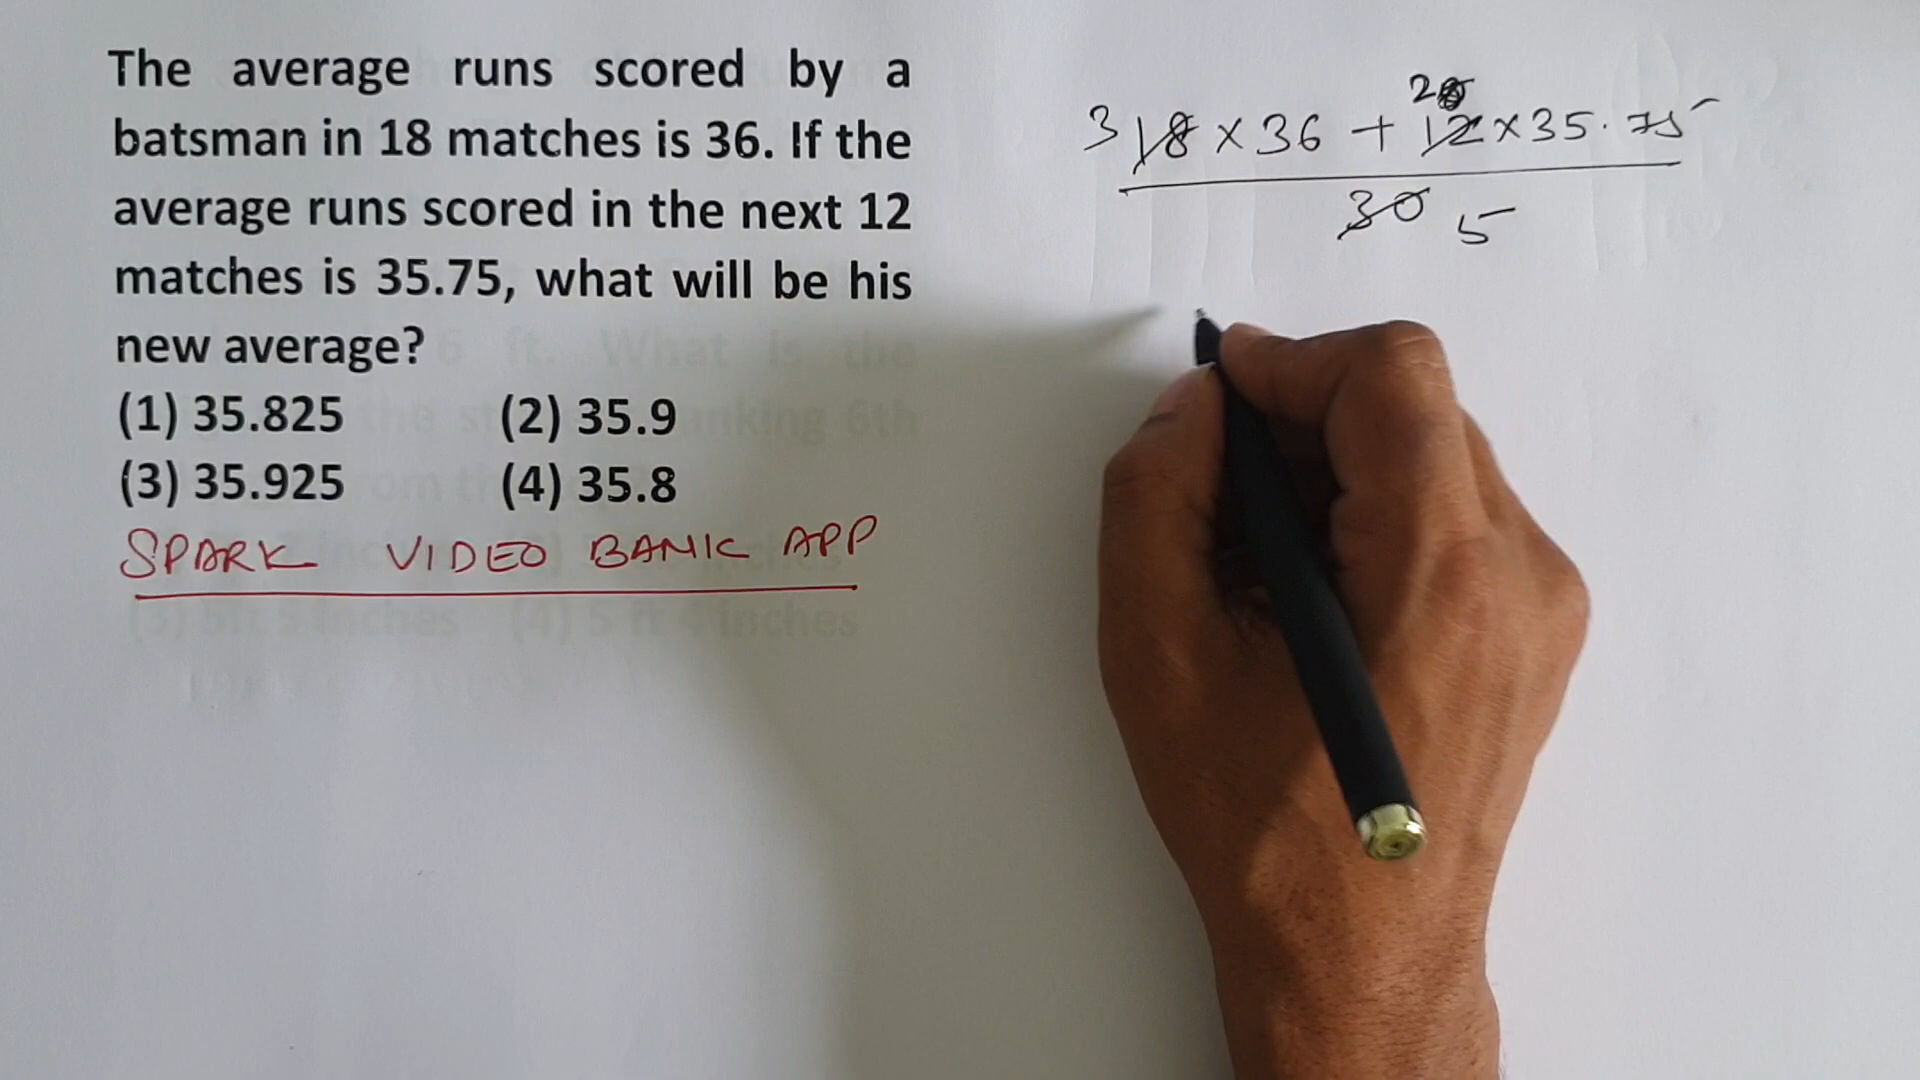 The average runs scored by a
batsman in 18 matches is 36. If the
average runs scored in the next 12
matches is 35.75, what will be his
new average?
(1) 35.825 (2) 35.9
(3) 35.925 (4) 35.8
SPARK VIDEO BANK APP
2
3 18 × 36 + 12 × 35.75
30 5